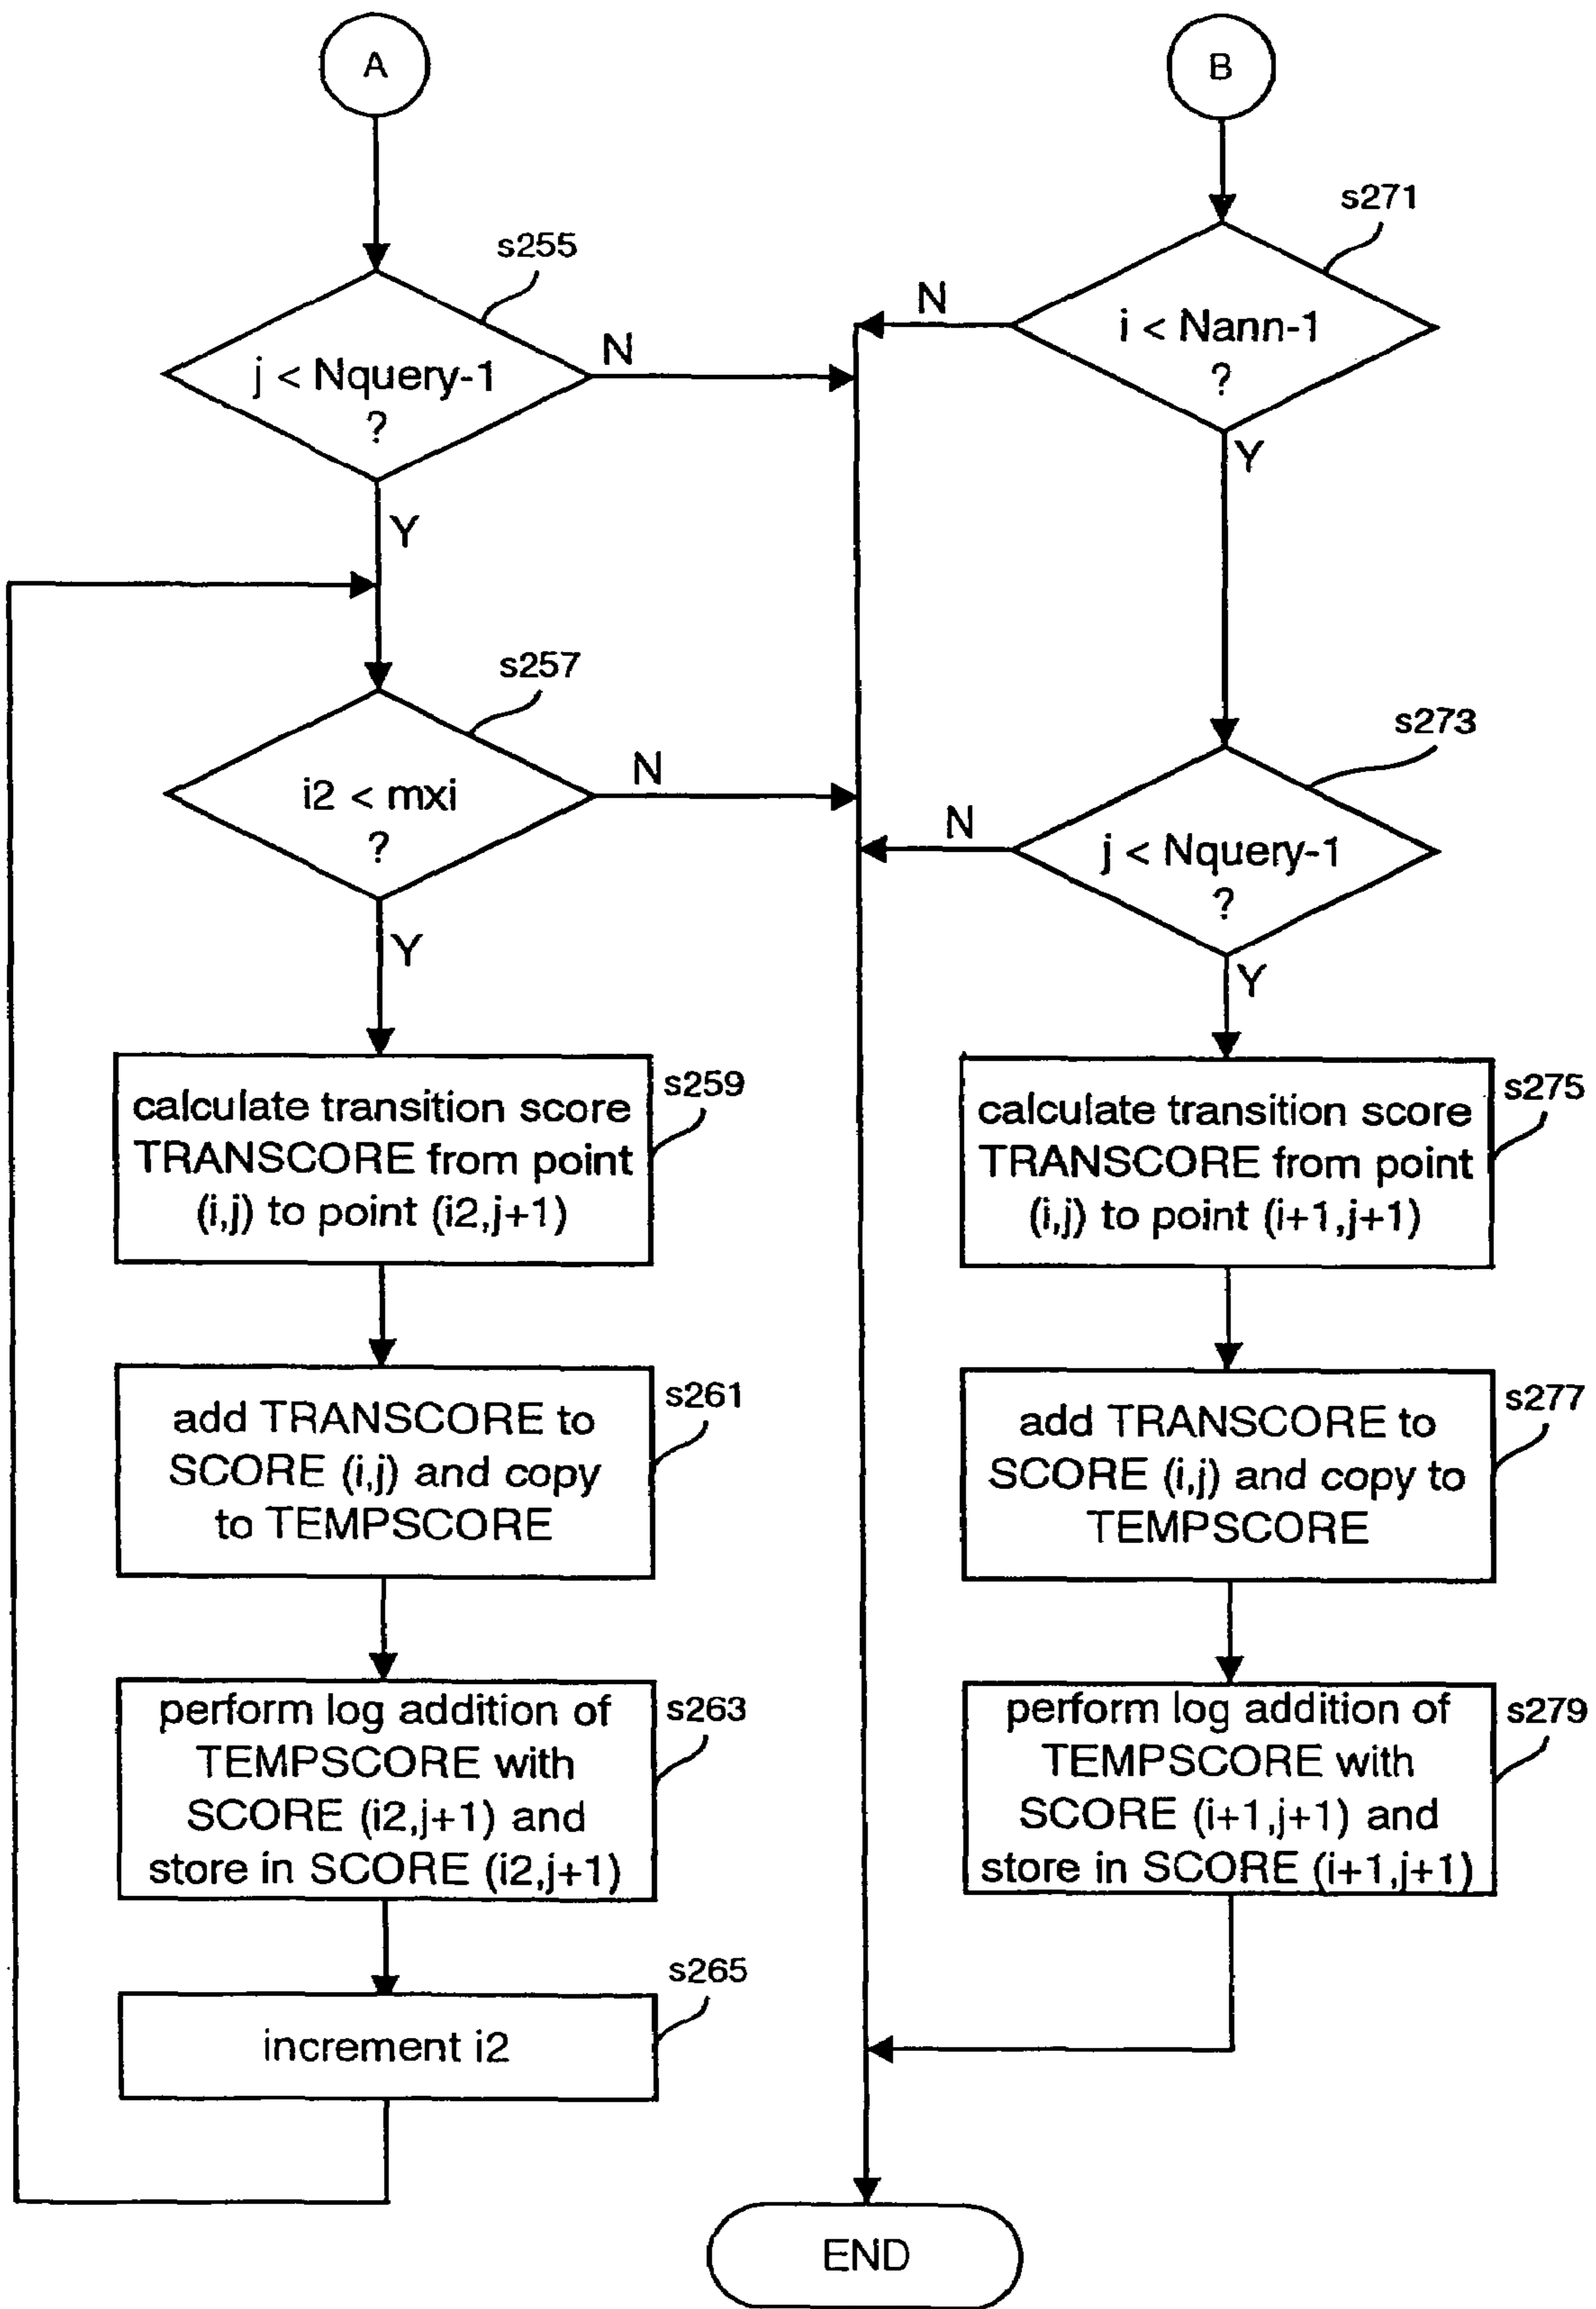 A
s255
j < Nquery-1
?
N
Y
s257
i2 < mxi
?
N
Y
s259
calculate transition score
TRANSCORE from point
(i,j) to point (i2,j+1)
s261
add TRANSCORE to
SCORE (i,j) and copy
to TEMPSCORE
s263
perform log addition of
TEMPSCORE with
SCORE (i2,j+1) and
store in SCORE (i2,j+1)
s265
increment i2
B
s271
i < Nann-1
?
N
Y
s273
j < Nquery-1
?
N
Y
s275
calculate transition score
TRANSCORE from point
(i,j) to point (i+1,j+1)
s277
add TRANSCORE to
SCORE (i,j) and copy to
TEMPSCORE
s279
perform log addition of
TEMPSCORE with
SCORE (i+1,j+1) and
store in SCORE (i+1,j+1)
END